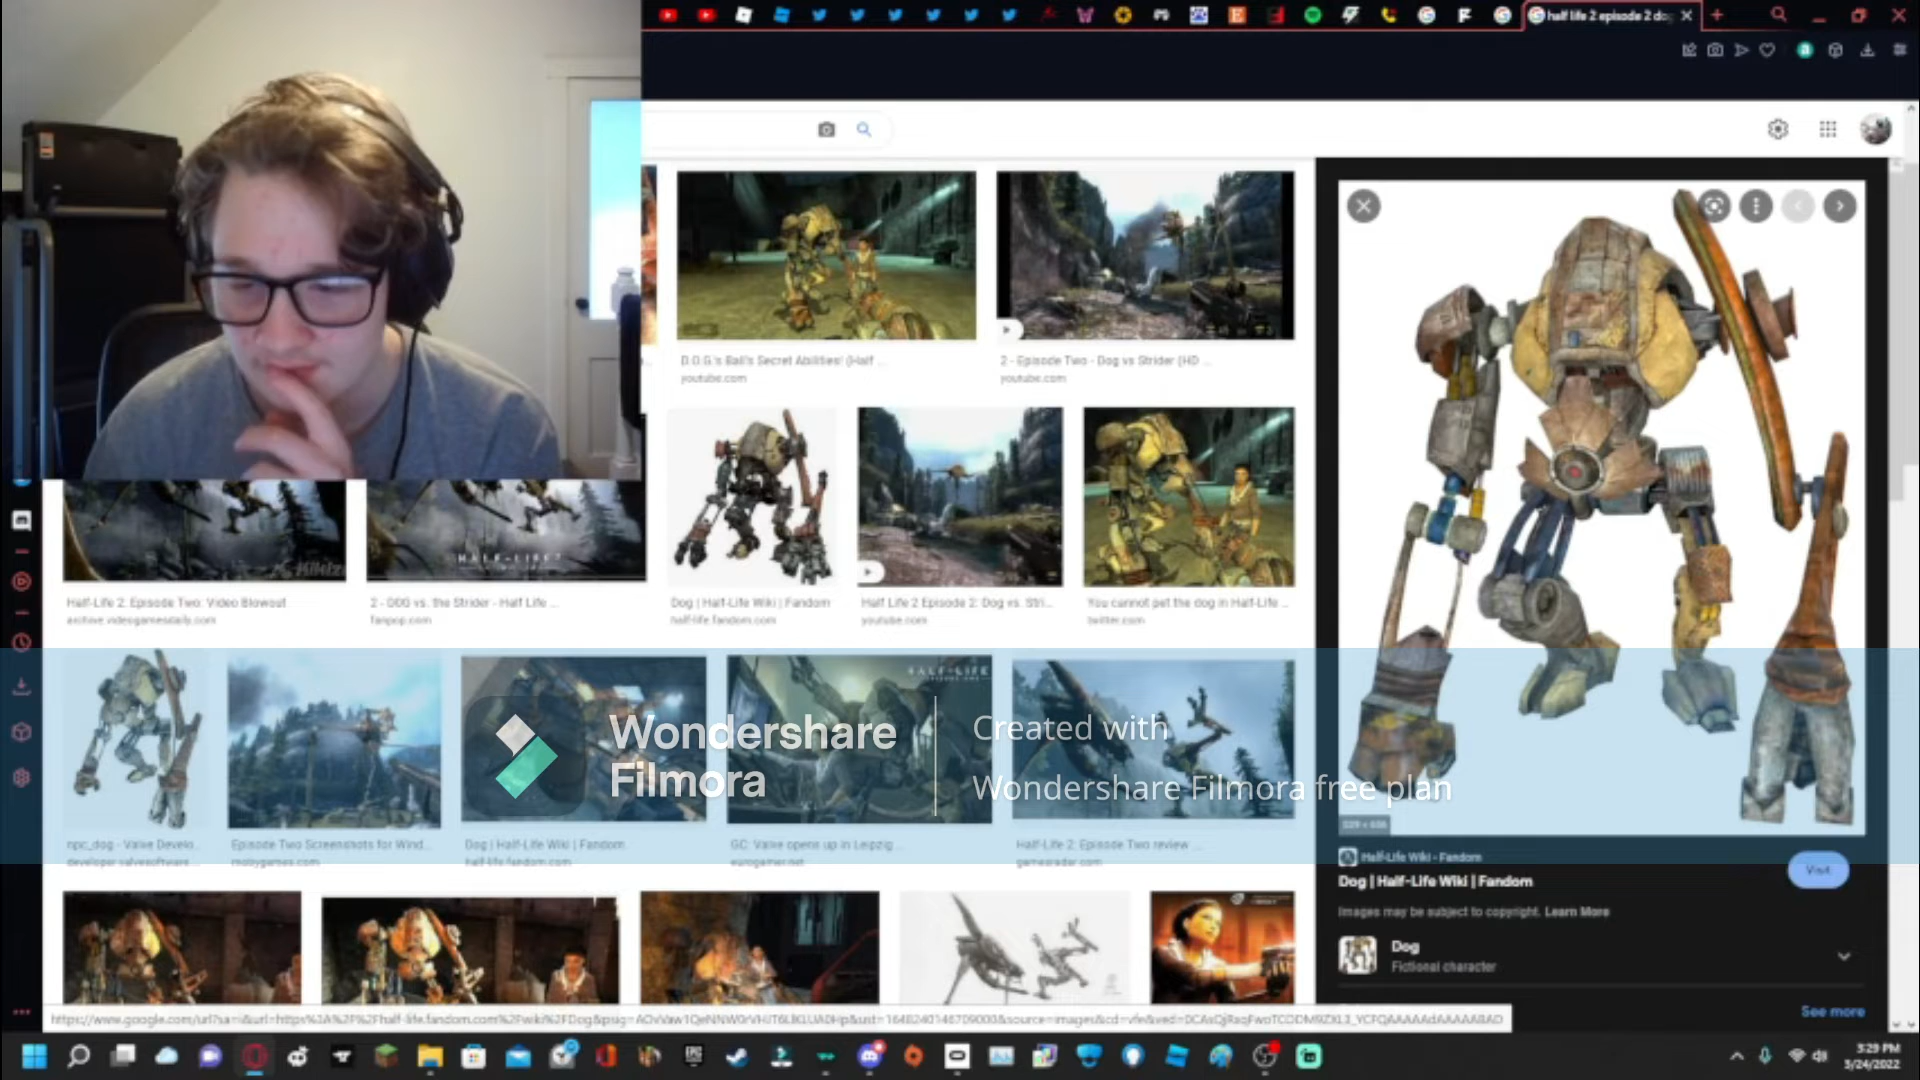 half life 2 episode 2 do
D.O.G.'s Ball's Secret Abilities! (Half ...
youtube.com
2 - Episode Two - Dog vs Strider (HD ...
youtube.com
HALF-LIFE 2
Half-Life 2: Episode Two: Video Blowout
archive.videogamesdaily.com
2 - DOG vs. the Strider - Half Life ...
fanpop.com
Dog | Half-Life Wiki | Fandom
half-life.fandom.com
Half Life 2 Episode 2: Dog vs. Stri...
youtube.com
You cannot pet the dog in Half-Life ...
twitter.com
HALF-LIFE
Wondershare
Filmora
Created with
Wondershare Filmora free plan
npc_dog - Valve Develo...
developer.valvesoftware...
Episode Two Screenshots for Wind...
mobygames.com
Dog | Half-Life Wiki | Fandom
half-life.fandom.com
GC: Valve opens up in Leipzig ...
eurogamer.net
Half-Life 2: Episode Two review ...
gamesradar.com
Half-Life Wiki - Fandom
Dog | Half-Life Wiki | Fandom
Visit
Images may be subject to copyright. Learn More
Dog
Fictional character
See more
3:29 PM
3/24/2022